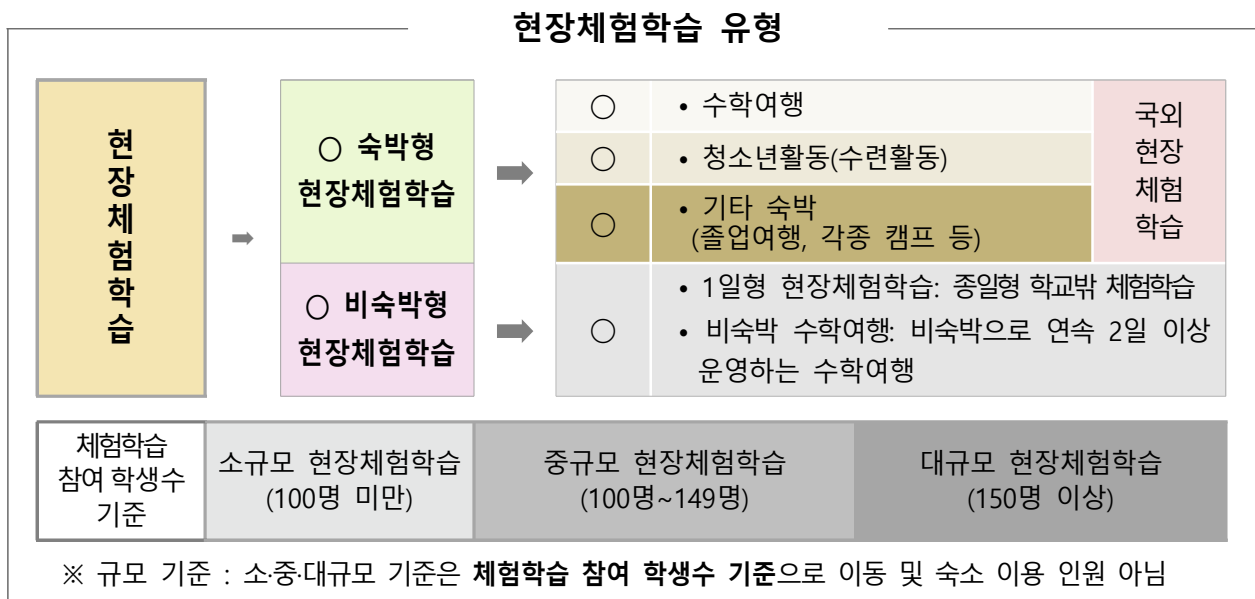 현장체험학습 유형
현
장
체
험
학
습
○ 숙박형
현장체험학습
○ • 수학여행
○ • 청소년활동(수련활동)
○ • 기타 숙박
(졸업여행, 각종 캠프 등)
국외
현장
체험
학습
○ 비숙박형
현장체험학습
○
• 1일형 현장체험학습: 종일형 학교밖 체험학습
• 비숙박 수학여행: 비숙박으로 연속 2일 이상
운영하는 수학여행
체험학습
참여 학생수
기준
소규모 현장체험학습
(100명 미만)
중규모 현장체험학습
(100명~149명)
대규모 현장체험학습
(150명 이상)
※ 규모 기준 : 소·중·대규모 기준은 체험학습 참여 학생수 기준으로 이동 및 숙소 이용 인원 아님